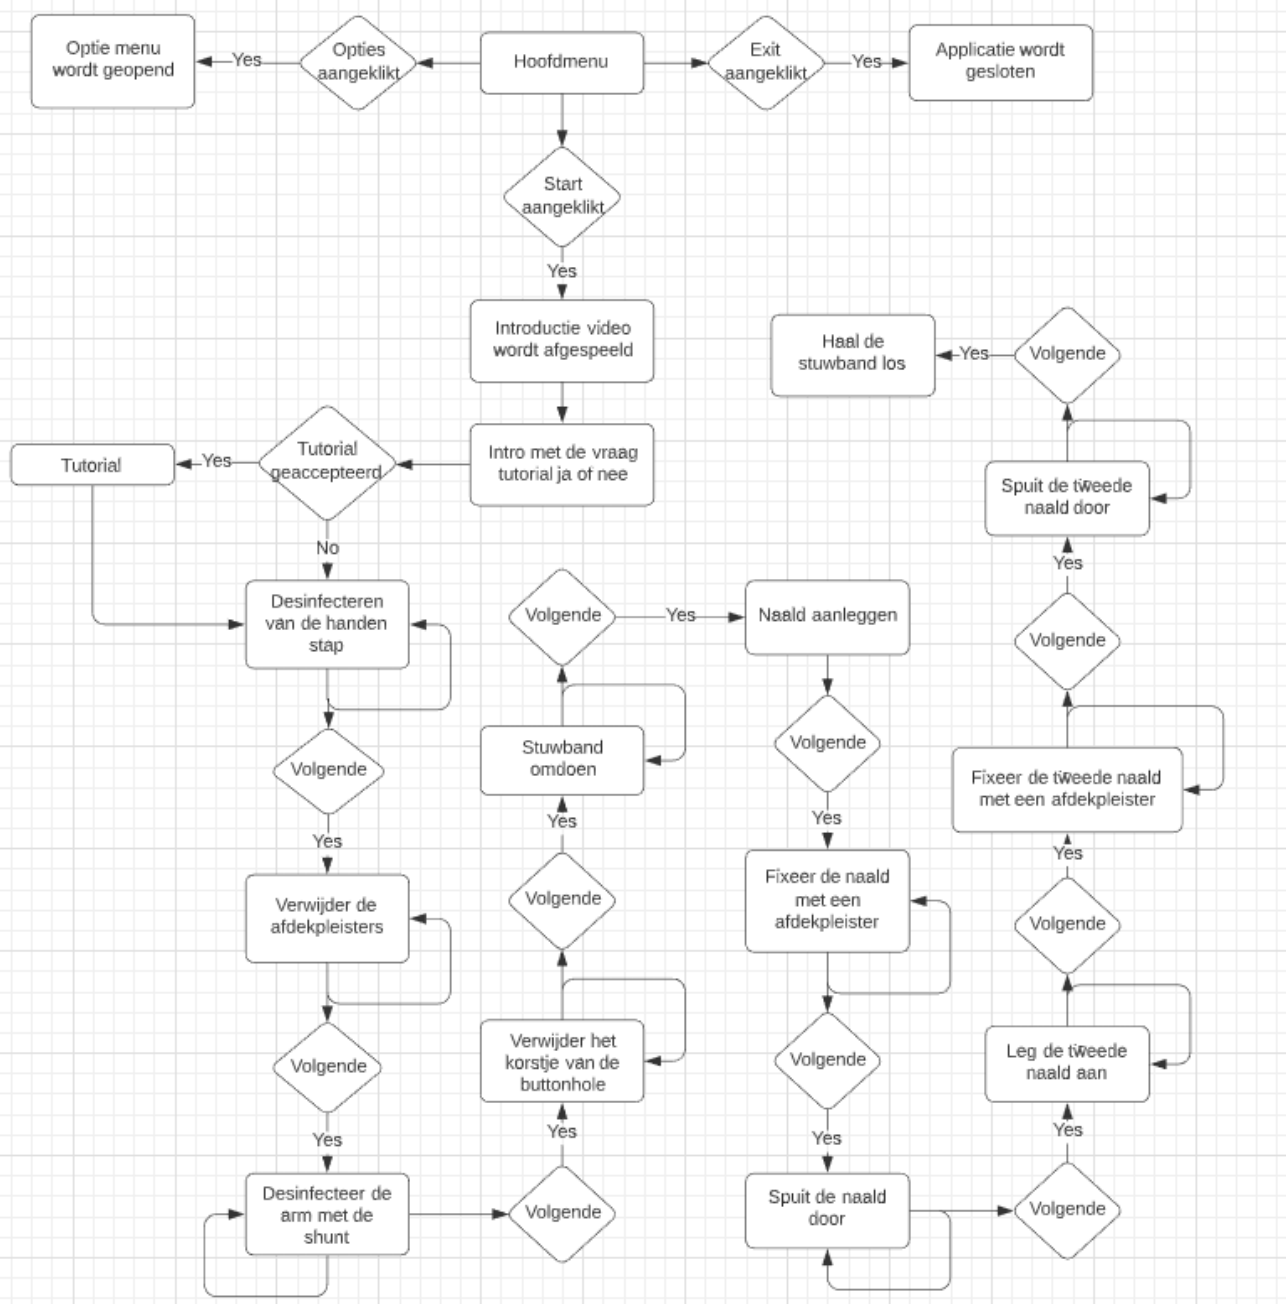 Optie menu
wordt geopend
Yes
Opties
aangeklikt
Hoofdmenu
Exit
aangeklikt
Yes
Applicatie wordt
gesloten
Start
aangeklikt
Yes
Introductie video
wordt afgespeeld
Intro met de vraag
tutorial ja of nee
Tutorial
geaccepteerd
Yes
Tutorial
No
Desinfecteren
van de handen
stap
Volgende
Yes
Verwijder de
afdekpleisters
Volgende
Yes
Desinfecteer de
arm met de
shunt
Volgende
Yes
Verwijder het
korstje van de
buttonhole
Volgende
Yes
Stuwband
omdoen
Volgende
Yes
Naald aanleggen
Volgende
Yes
Fixeer de naald
met een
afdekpleister
Volgende
Yes
Spuit de naald
door
Volgende
Yes
Leg de tweede
naald aan
Volgende
Yes
Fixeer de tweede naald
met een afdekpleister
Volgende
Yes
Spuit de tweede
naald door
Volgende
Yes
Haal de
stuwband los